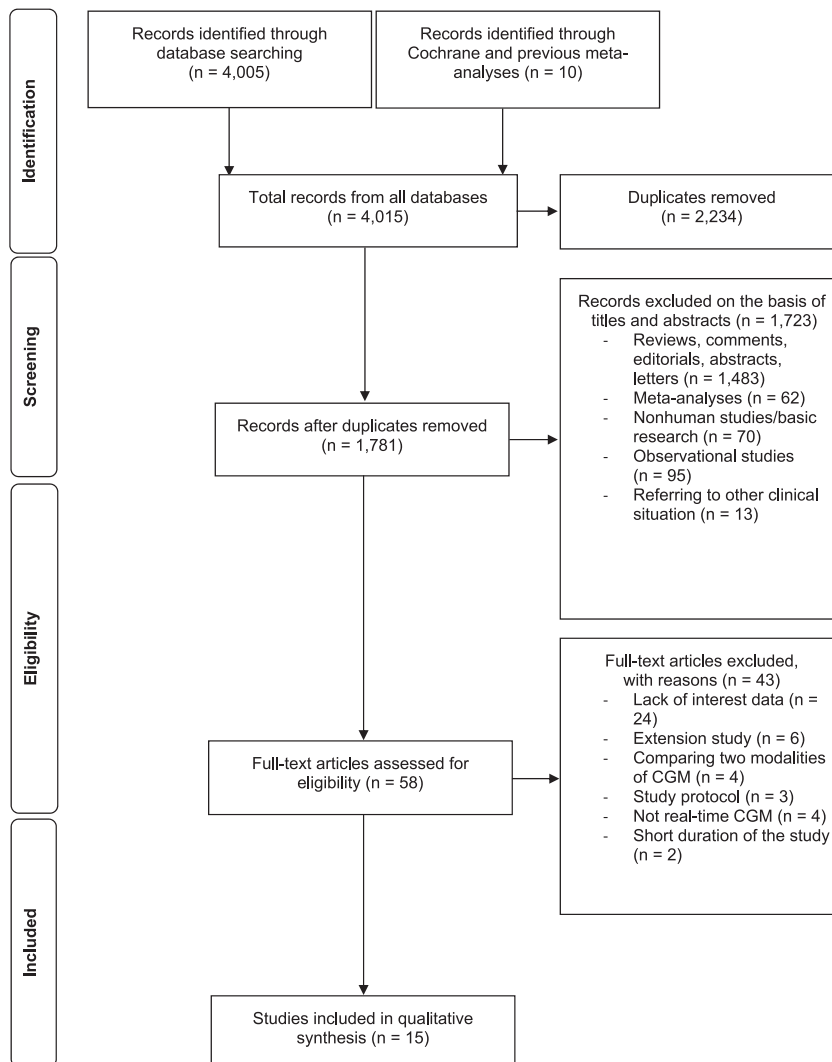 Identification
Records identified through
database searching
(n = 4,005)
Records identified through
Cochrane and previous meta-
analyses (n = 10)
Total records from all databases
(n = 4,015)
Duplicates removed
(n = 2,234)
Screening
Records after duplicates removed
(n = 1,781)
Records excluded on the basis of
titles and abstracts (n = 1,723)
- Reviews, comments,
editorials, abstracts,
letters (n = 1,483)
- Meta-analyses (n = 62)
- Nonhuman studies/basic
research (n = 70)
- Observational studies
(n = 95)
- Referring to other clinical
situation (n = 13)
Eligibility
Full-text articles assessed for
eligibility (n = 58)
Full-text articles excluded,
with reasons (n = 43)
- Lack of interest data (n =
24)
- Extension study (n = 6)
- Comparing two modalities
of CGM (n = 4)
- Study protocol (n = 3)
- Not real-time CGM (n = 4)
- Short duration of the study
(n = 2)
Included
Studies included in qualitative
synthesis (n = 15)